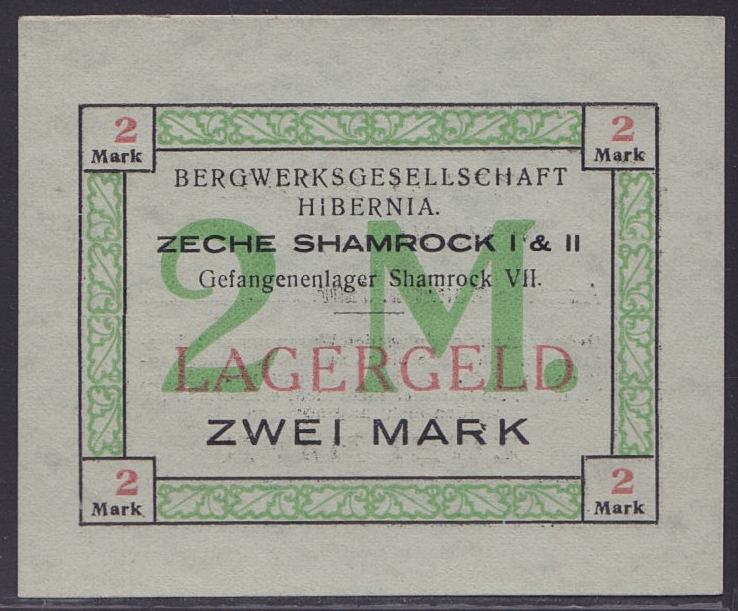 2 2
Mark Mark
BERGWERKSGESELLSCHAFT
HIBERNIA.
ZECHE SHAMROCK I & II
Gefangenenlager Shamrock VII.
2 M.
LAGERGELD
ZWEI MARK
2 2
Mark Mark